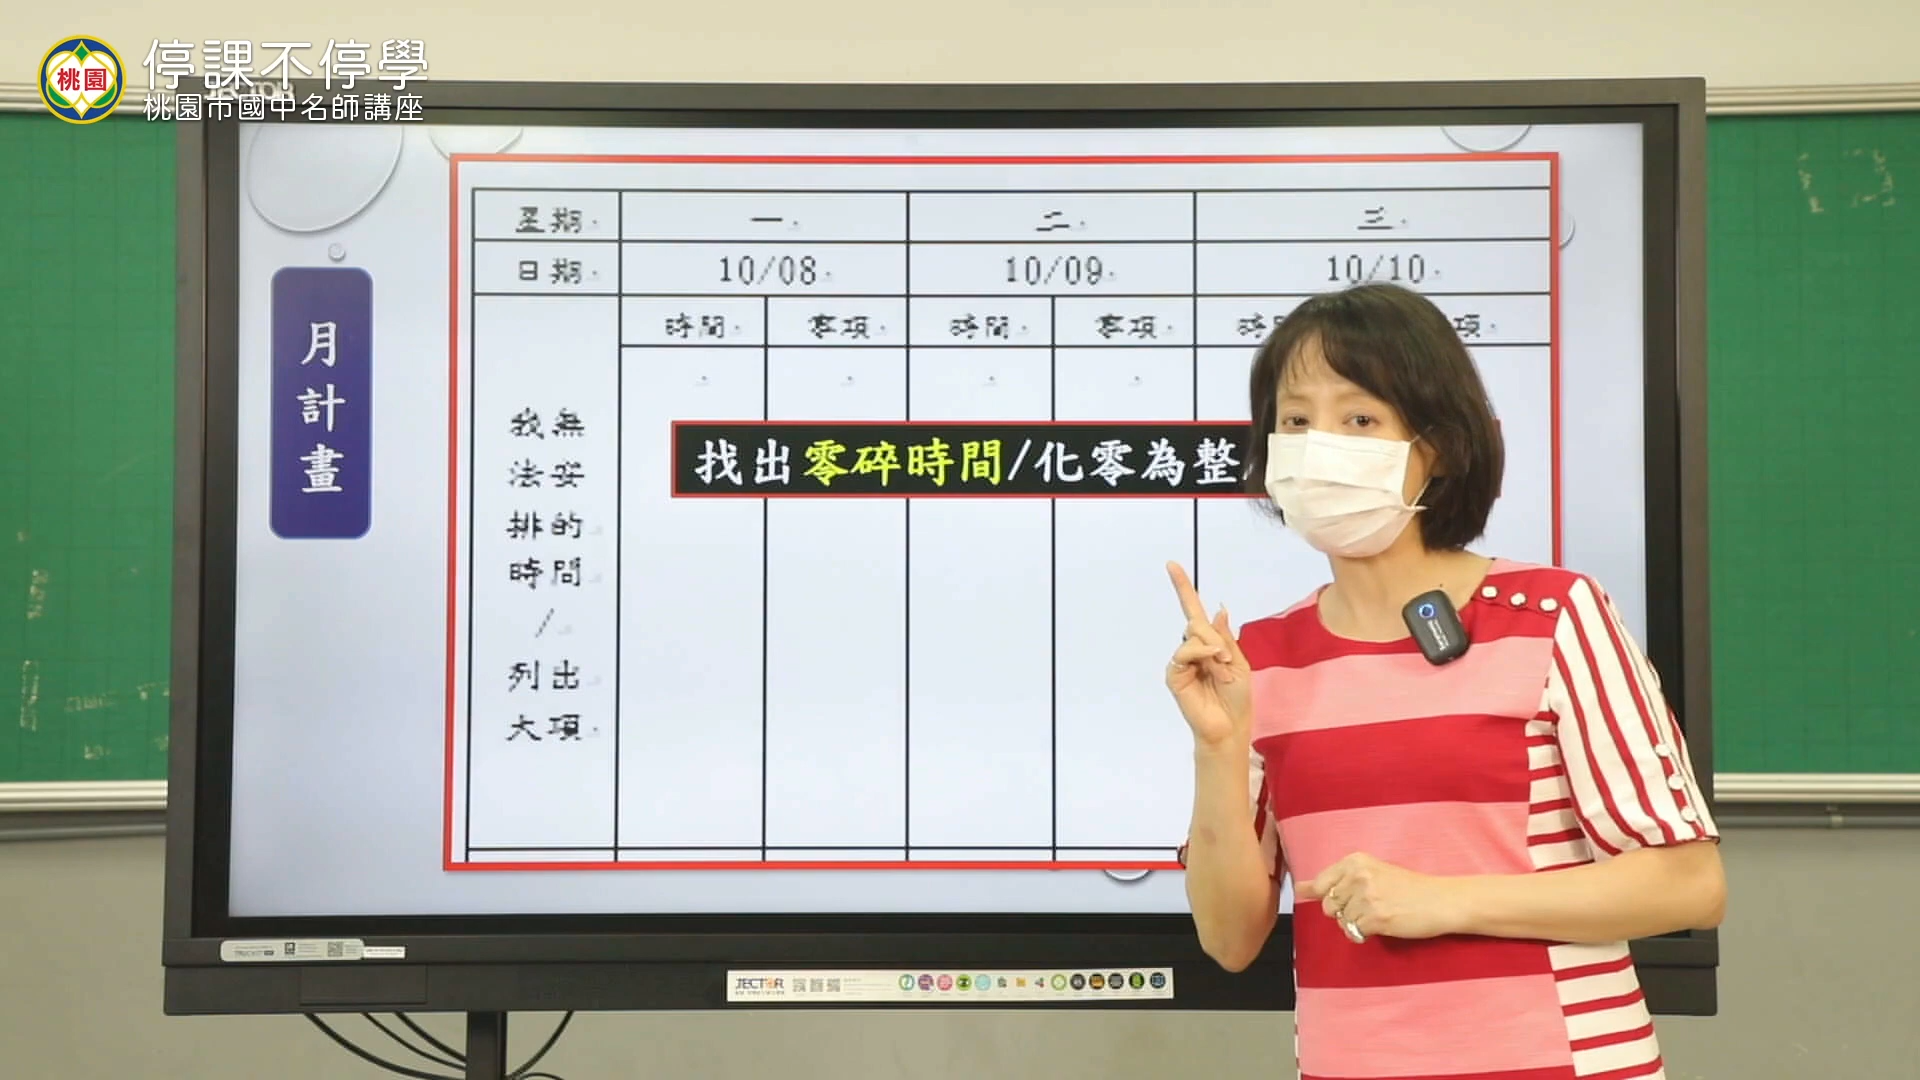 桃園
停課不停學
桃園市國中名師講座
月計畫
星期 一 二 三
日期 10/08 10/09 10/10
時間 事項 時間 事項 時 項
我無
法安
排的
時間
/
列出
大項
找出零碎時間/化零為整
JECTOR